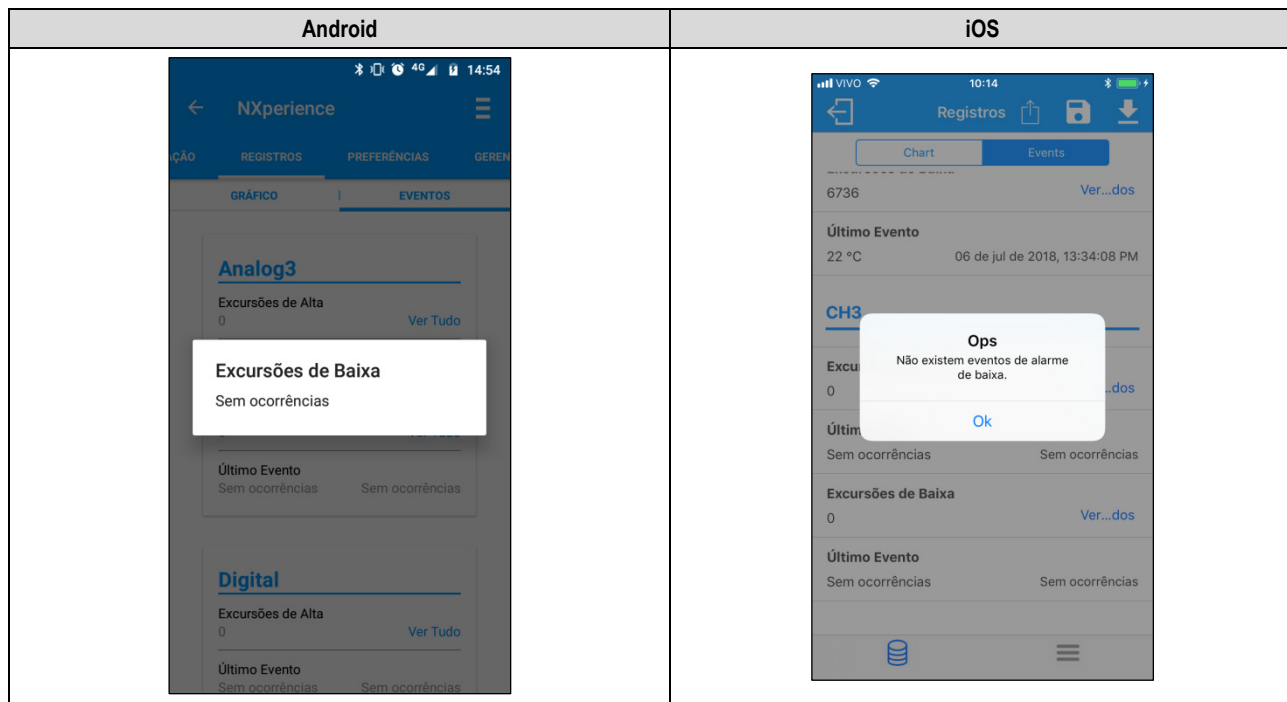 Android
iOS
4G 14:54
NXperience
AÇÃO REGISTROS PREFERÊNCIAS GEREN
GRÁFICO | EVENTOS
Analog3
Excursões de Alta
0 Ver Tudo
Excursões de Baixa
Sem ocorrências
Último Evento
Sem ocorrências Sem ocorrências
Digital
Excursões de Alta
0 Ver Tudo
Último Evento
Sem ocorrências Sem ocorrências
VIVO 10:14
Registros
Chart Events
6736 Ver...dos
Último Evento
22 °C 06 de jul de 2018, 13:34:08 PM
CH3
Ops
Não existem eventos de alarme
de baixa.
Ok
Excu
0 ..dos
Últim
Sem ocorrências Sem ocorrências
Excursões de Baixa
0 Ver...dos
Último Evento
Sem ocorrências Sem ocorrências